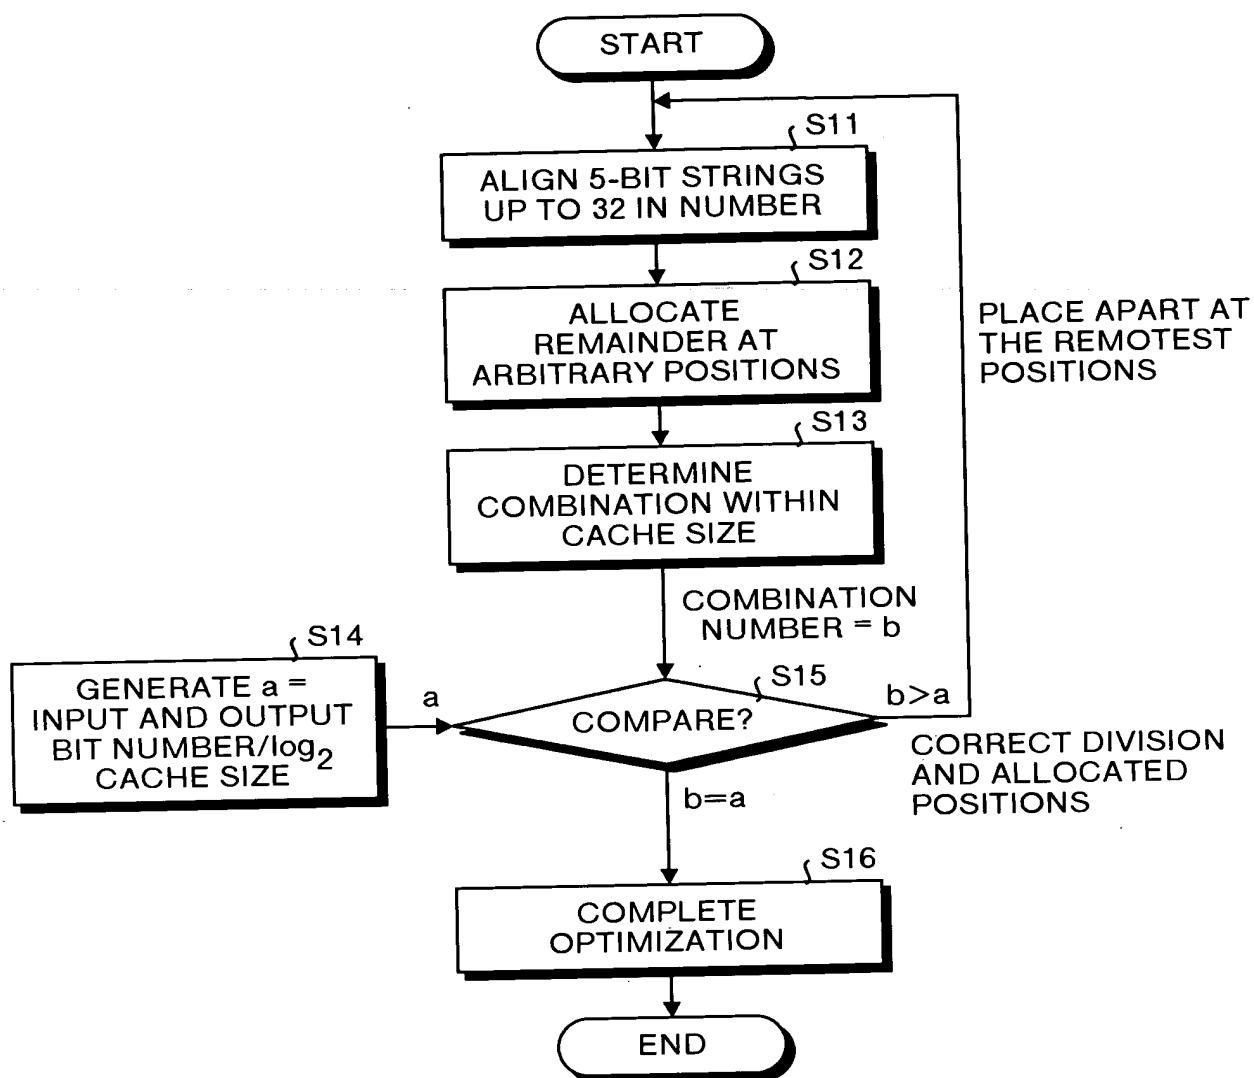 START
S11
ALIGN 5-BIT STRINGS
UP TO 32 IN NUMBER
S12
ALLOCATE
REMAINDER AT
ARBITRARY POSITIONS
PLACE APART AT
THE REMOTEST
POSITIONS
S13
DETERMINE
COMBINATION WITHIN
CACHE SIZE
COMBINATION
NUMBER = b
S14
GENERATE a =
INPUT AND OUTPUT
BIT NUMBER/log2
CACHE SIZE
a
S15
COMPARE?
b>a
CORRECT DIVISION
AND ALLOCATED
POSITIONS
b=a
S16
COMPLETE
OPTIMIZATION
END